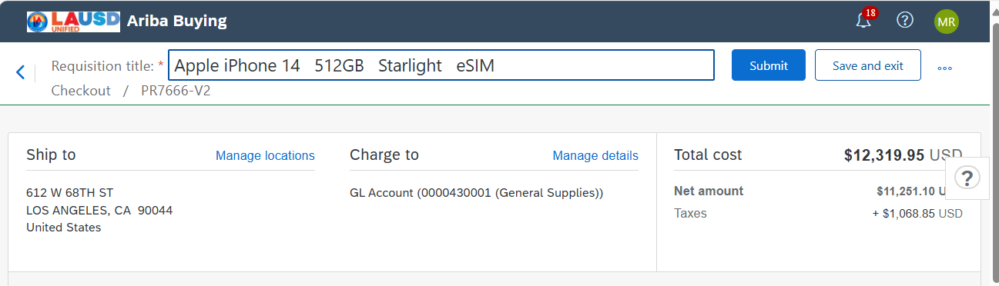 LAUSD UNIFIED Ariba Buying 18 MR
Requisition title: * Apple iPhone 14 512GB Starlight eSIM Submit Save and exit
Checkout / PR7666-V2
Ship to Manage locations
612 W 68TH ST
LOS ANGELES, CA 90044
United States
Charge to Manage details
GL Account (0000430001 (General Supplies))
Total cost $12,319.95 USD
Net amount $11,251.10 U
Taxes + $1,068.85 USD
?